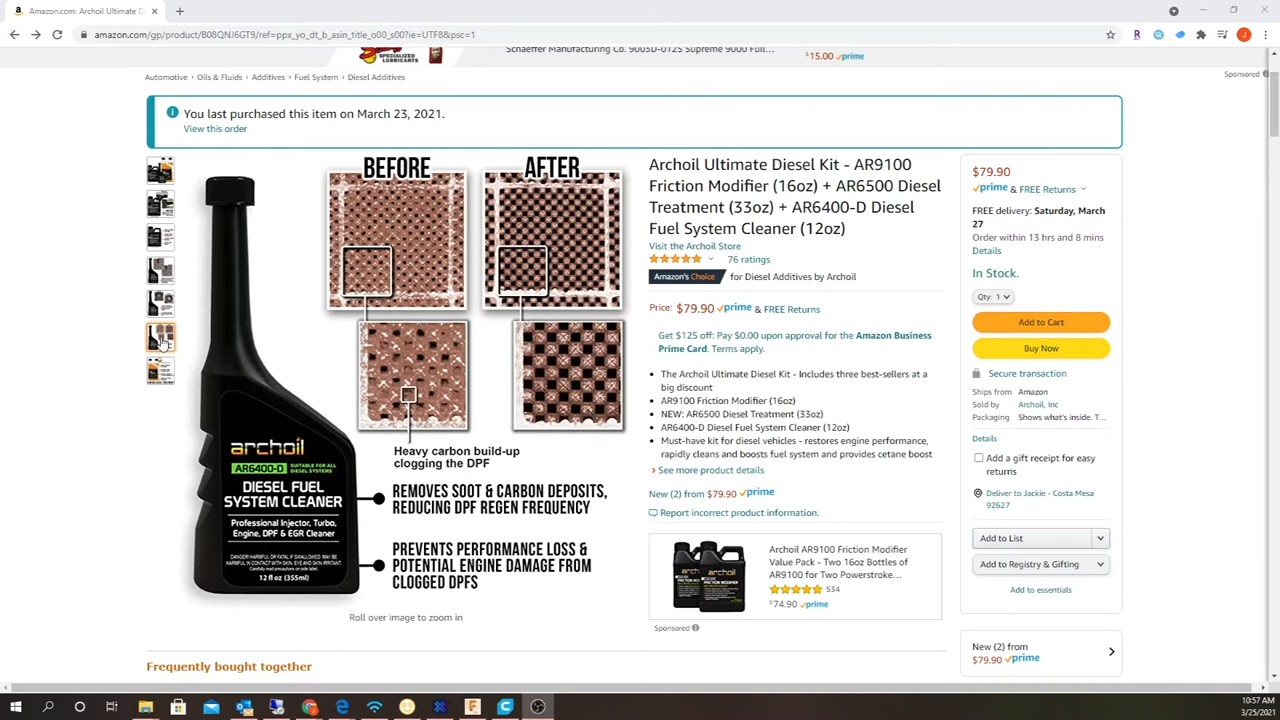 Amazon.com: Archoil Ultimate D
amazon.com/gp/product/B08QNJ6GT9/ref=ppx_yo_dt_b_asin_title_o00_s00?ie=UTF8&psc=1
SPECIALIZED
LUBRICANTS
Schaeffer Manufacturing Co. 9003D-012S Supreme 9000 Full...
$15.00 prime
Sponsored
Automotive › Oils & Fluids › Additives › Fuel System › Diesel Additives
You last purchased this item on March 23, 2021.
View this order
BEFORE
AFTER
Heavy carbon build-up
clogging the DPF
REMOVES SOOT & CARBON DEPOSITS,
REDUCING DPF REGEN FREQUENCY
PREVENTS PERFORMANCE LOSS &
POTENTIAL ENGINE DAMAGE FROM
CLOGGED DPFS
archoil
AR6400-D SUITABLE FOR ALL DIESEL SYSTEMS
DIESEL FUEL
SYSTEM CLEANER
Professional Injector, Turbo,
Engine, DPF & EGR Cleaner
12 fl oz (355ml)
Roll over image to zoom in
Archoil Ultimate Diesel Kit - AR9100
Friction Modifier (16oz) + AR6500 Diesel
Treatment (33oz) + AR6400-D Diesel
Fuel System Cleaner (12oz)
Visit the Archoil Store
76 ratings
Amazon's Choice for Diesel Additives by Archoil
Price: $79.90 prime & FREE Returns
Get $125 off: Pay $0.00 upon approval for the Amazon Business
Prime Card. Terms apply.
The Archoil Ultimate Diesel Kit - Includes three best-sellers at a
big discount
AR9100 Friction Modifier (16oz)
NEW: AR6500 Diesel Treatment (33oz)
AR6400-D Diesel Fuel System Cleaner (12oz)
Must-have kit for diesel vehicles - restores engine performance,
rapidly cleans and boosts fuel system and provides cetane boost
› See more product details
New (2) from $79.90 prime
Report incorrect product information.
Archoil AR9100 Friction Modifier
Value Pack - Two 16oz Bottles of
AR9100 for Two Powerstroke...
534
$74.90 prime
Sponsored
$79.90
prime & FREE Returns
FREE delivery: Saturday, March
27
Order within 13 hrs and 8 mins
Details
In Stock.
Qty: 1
Add to Cart
Buy Now
Secure transaction
Ships from Amazon
Sold by Archoil, Inc
Packaging Shows what's inside. T...
Details
Add a gift receipt for easy
returns
Deliver to Jackie - Costa Mesa
92627
Add to List
Add to Registry & Gifting
Add to essentials
New (2) from
$79.90 prime
Frequently bought together
10:57 AM
3/25/2021